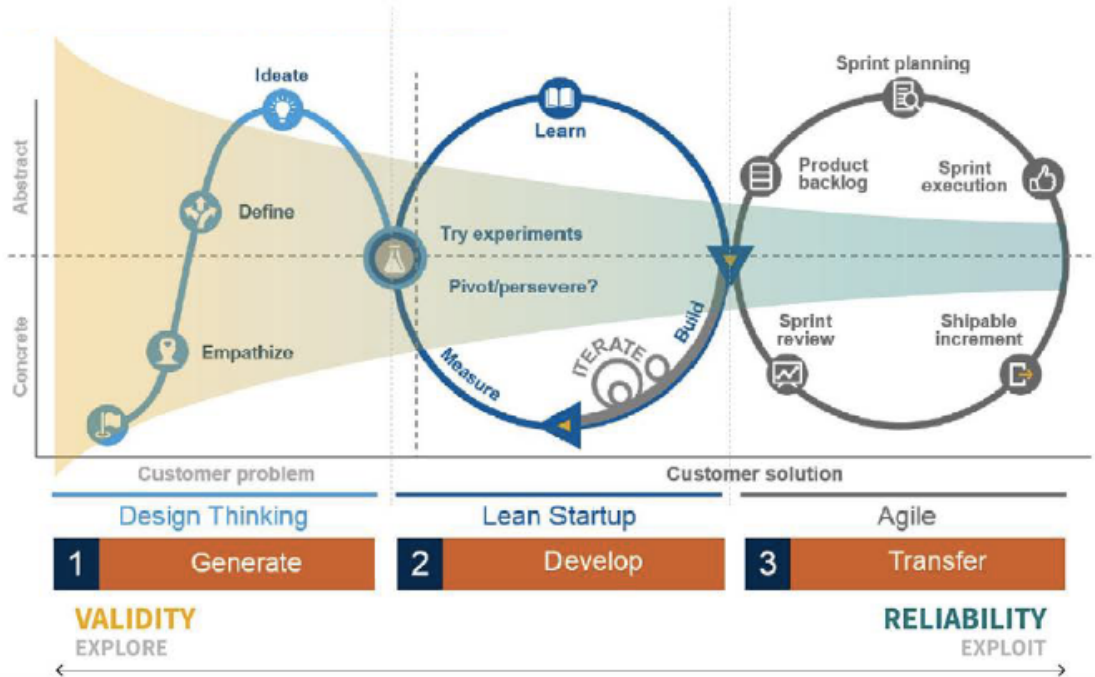 Ideate
Sprint planning
Learn
Product
backlog
Sprint
execution
Abstract
Define
Try experiments
Pivot/persevere?
Concrete
Empathize
Measure
ITERATE
Build
Sprint
review
Shipable
increment
Customer problem
Customer solution
Design Thinking
Lean Startup
Agile
1 Generate
2 Develop
3 Transfer
VALIDITY
RELIABILITY
EXPLORE
EXPLOIT